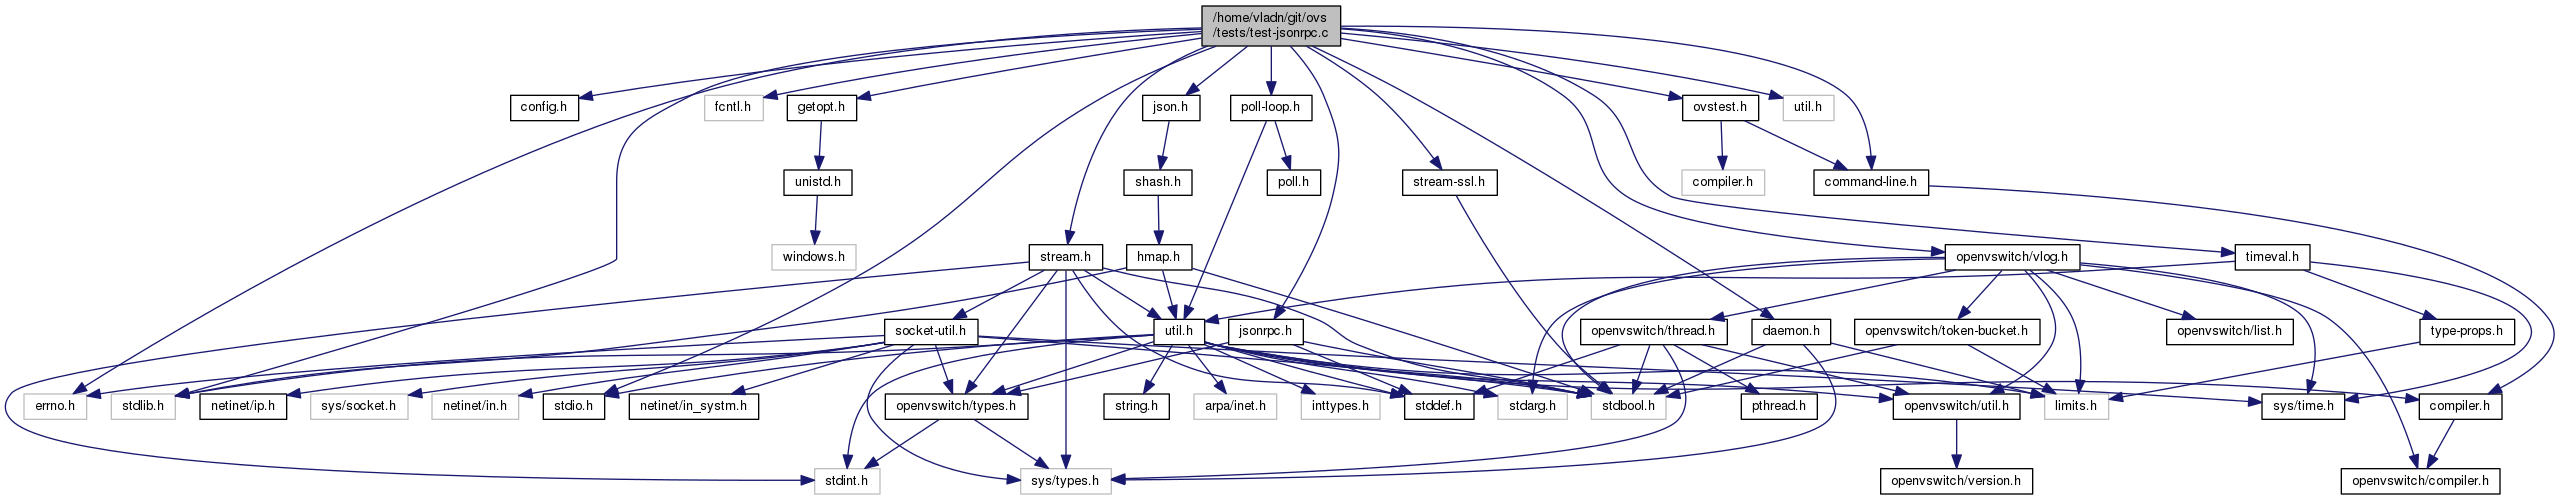 /home/vladn/git/ovs
/tests/test-jsonrpc.c
config.h
fcntl.h
getopt.h
json.h
poll-loop.h
ovstest.h
util.h
unistd.h
shash.h
poll.h
stream-ssl.h
compiler.h
command-line.h
windows.h
stream.h
hmap.h
openvswitch/vlog.h
timeval.h
socket-util.h
util.h
jsonrpc.h
openvswitch/thread.h
daemon.h
openvswitch/token-bucket.h
openvswitch/list.h
type-props.h
errno.h
stdlib.h
netinet/ip.h
sys/socket.h
netinet/in.h
stdio.h
netinet/in_systm.h
openvswitch/types.h
string.h
arpa/inet.h
inttypes.h
stddef.h
stdarg.h
stdbool.h
pthread.h
openvswitch/util.h
limits.h
sys/time.h
compiler.h
stdint.h
sys/types.h
openvswitch/version.h
openvswitch/compiler.h